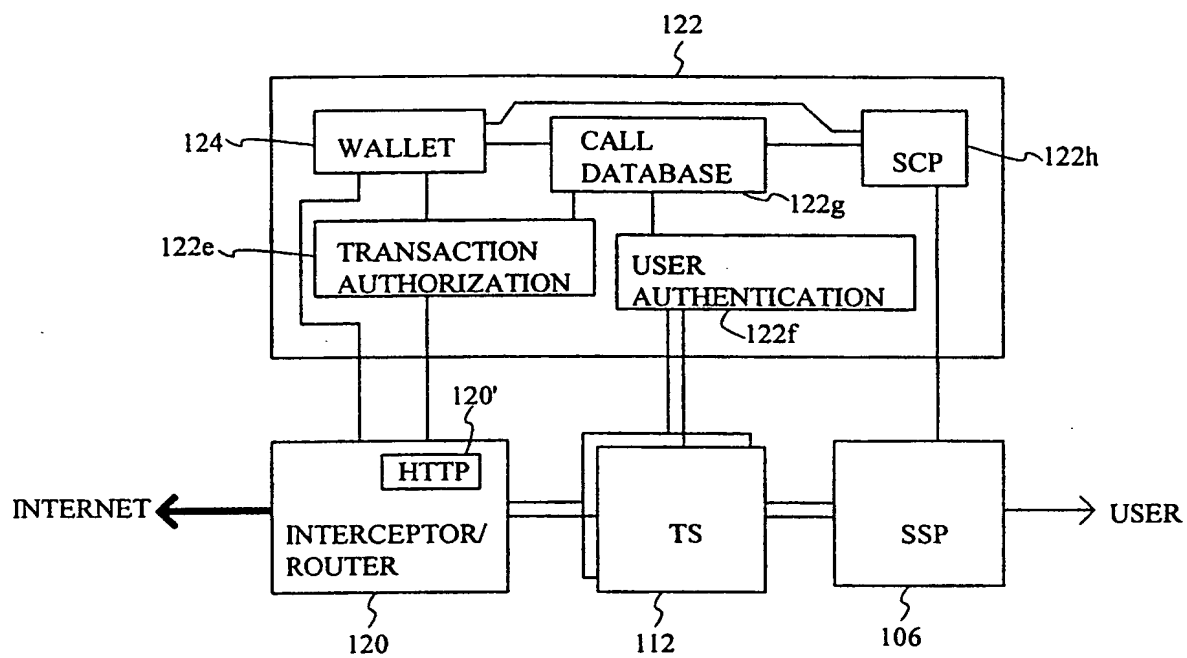 122
124
WALLET
CALL
DATABASE
SCP
122h
122g
122e
TRANSACTION
AUTHORIZATION
USER
AUTHENTICATION
122f
120'
HTTP
INTERNET
INTERCEPTOR/
ROUTER
TS
SSP
USER
120
112
106